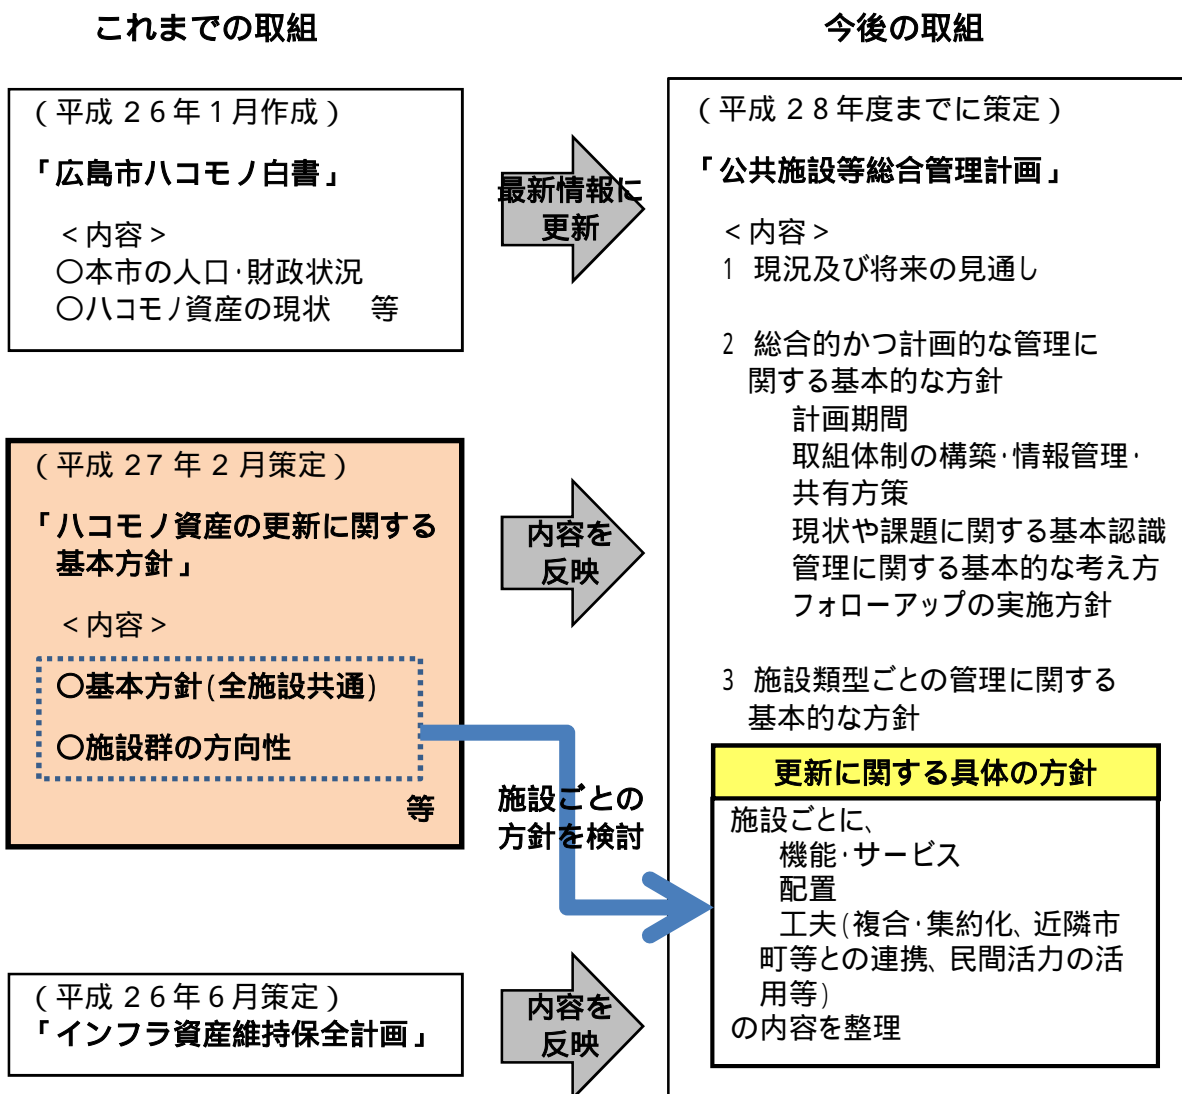 これまでの取組
(平成26年1月作成)
「広島市ハコモノ白書」
<内容>
〇本市の人口・財政状況
〇ハコモノ資産の現状　等
(平成27年2月策定)
「ハコモノ資産の更新に関する
基本方針」
<内容>
〇基本方針(全施設共通)
〇施設群の方向性
等
(平成26年6月策定)
「インフラ資産維持保全計画」
最新情報に
更新
内容を
反映
施設ごとの
方針を検討
内容を
反映
今後の取組
(平成28年度までに策定)
「公共施設等総合管理計画」
<内容>
1 現況及び将来の見通し
2 総合的かつ計画的な管理に
関する基本的な方針
計画期間
取組体制の構築・情報管理・
共有方策
現状や課題に関する基本認識
管理に関する基本的な考え方
フォローアップの実施方針
3 施設類型ごとの管理に関する
基本的な方針
更新に関する具体の方針
施設ごとに、
機能・サービス
配置
工夫(複合・集約化、近隣市
町等との連携、民間活力の活
用等)
の内容を整理